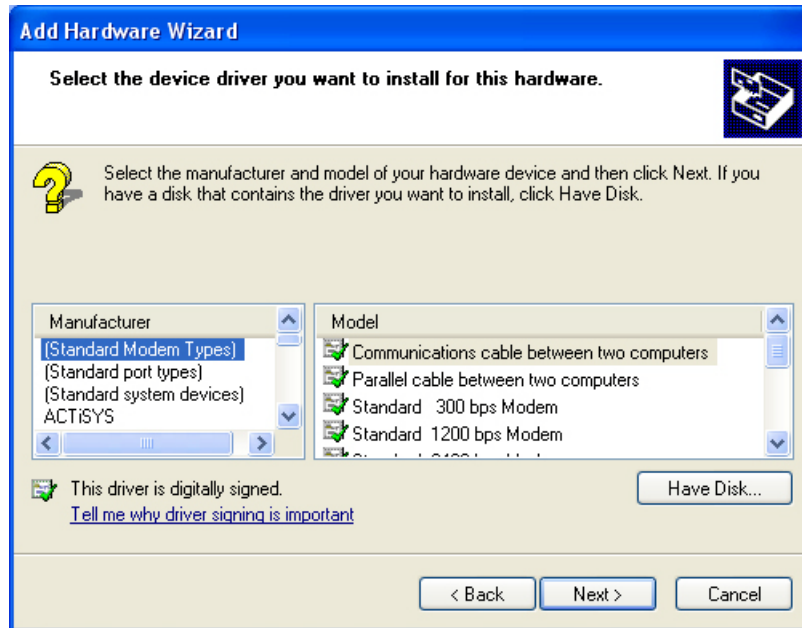 Add Hardware Wizard
Select the device driver you want to install for this hardware.
Select the manufacturer and model of your hardware device and then click Next. If you
have a disk that contains the driver you want to install, click Have Disk.
Manufacturer
(Standard Modem Types)
(Standard port types)
(Standard system devices)
ACTiSYS
Model
Communications cable between two computers
Parallel cable between two computers
Standard   300 bps Modem
Standard  1200 bps Modem
This driver is digitally signed.
Tell me why driver signing is important
Have Disk...
< Back
Next >
Cancel